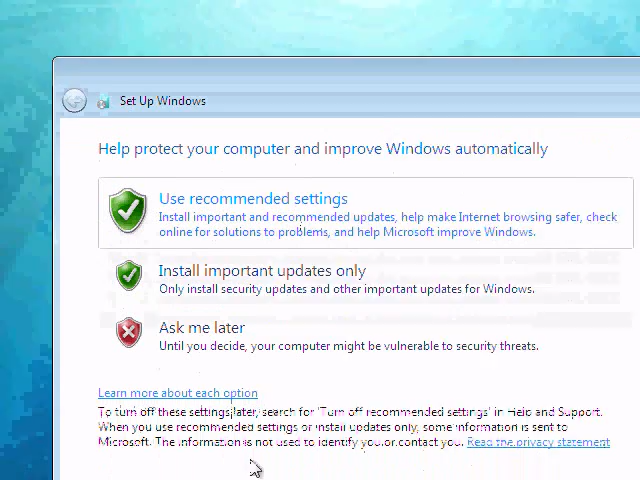 Set Up Windows
Help protect your computer and improve Windows automatically
Use recommended settings
Install important and recommended updates, help make Internet browsing safer, check
online for solutions to problems, and help Microsoft improve Windows.
Install important updates only
Only install security updates and other important updates for Windows.
Ask me later
Until you decide, your computer might be vulnerable to security threats.
Learn more about each option
To turn off these settings later, search for 'Turn off recommended settings' in Help and Support.
When you use recommended settings or install updates only, some information is sent to
Microsoft. The information is not used to identify you or contact you. Read the privacy statement